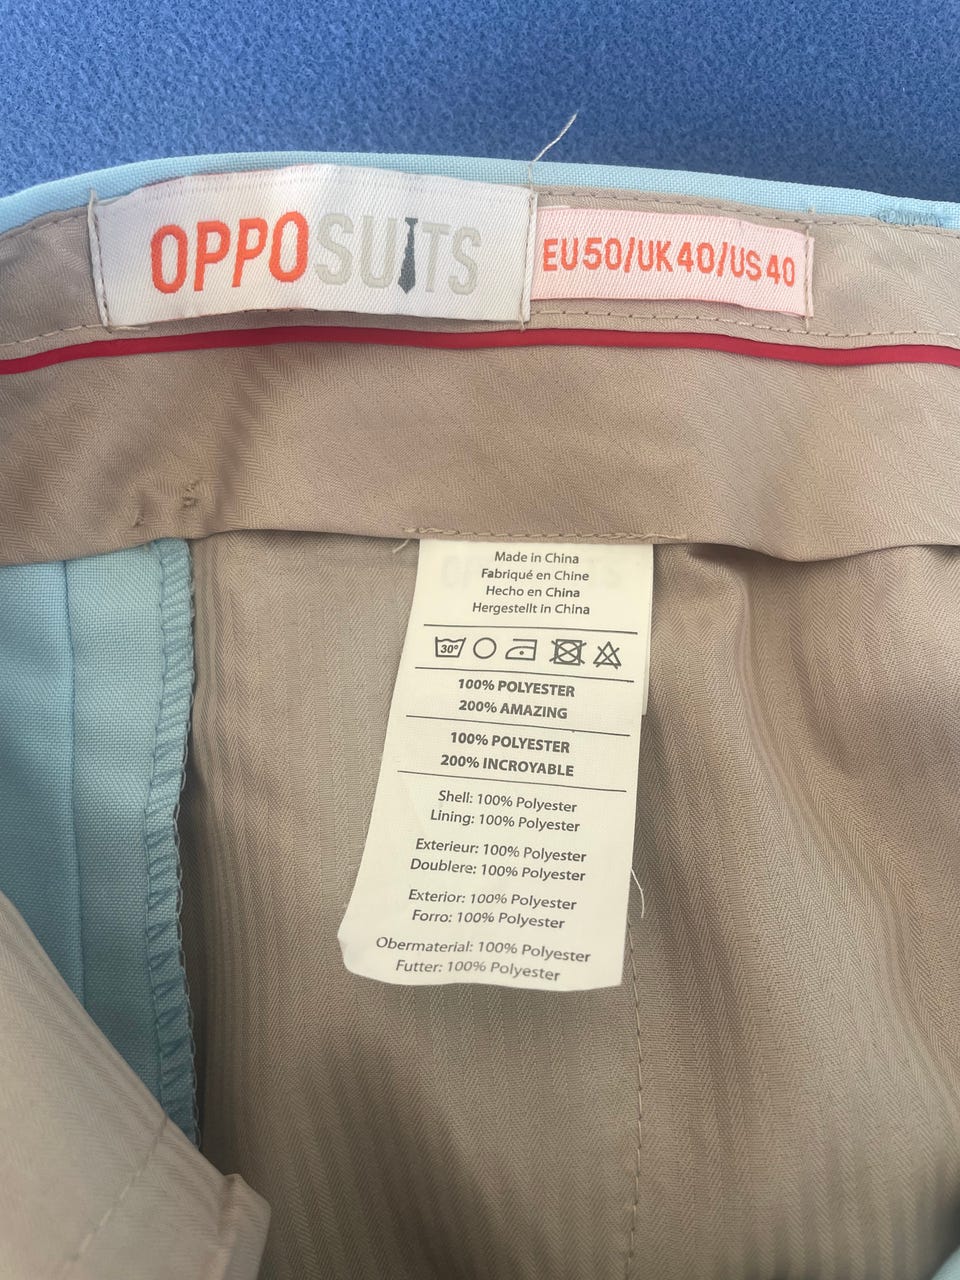 OPPOSUITS
EU50/UK40/US40
Made in China
Fabriqué en Chine
Hecho en China
Hergestellt in China
30°
100% POLYESTER
200% AMAZING
100% POLYESTER
200% INCROYABLE
Shell: 100% Polyester
Lining: 100% Polyester
Exterieur: 100% Polyester
Doublere: 100% Polyester
Exterior: 100% Polyester
Forro: 100% Polyester
Obermaterial: 100% Polyester
Futter: 100% Polyester